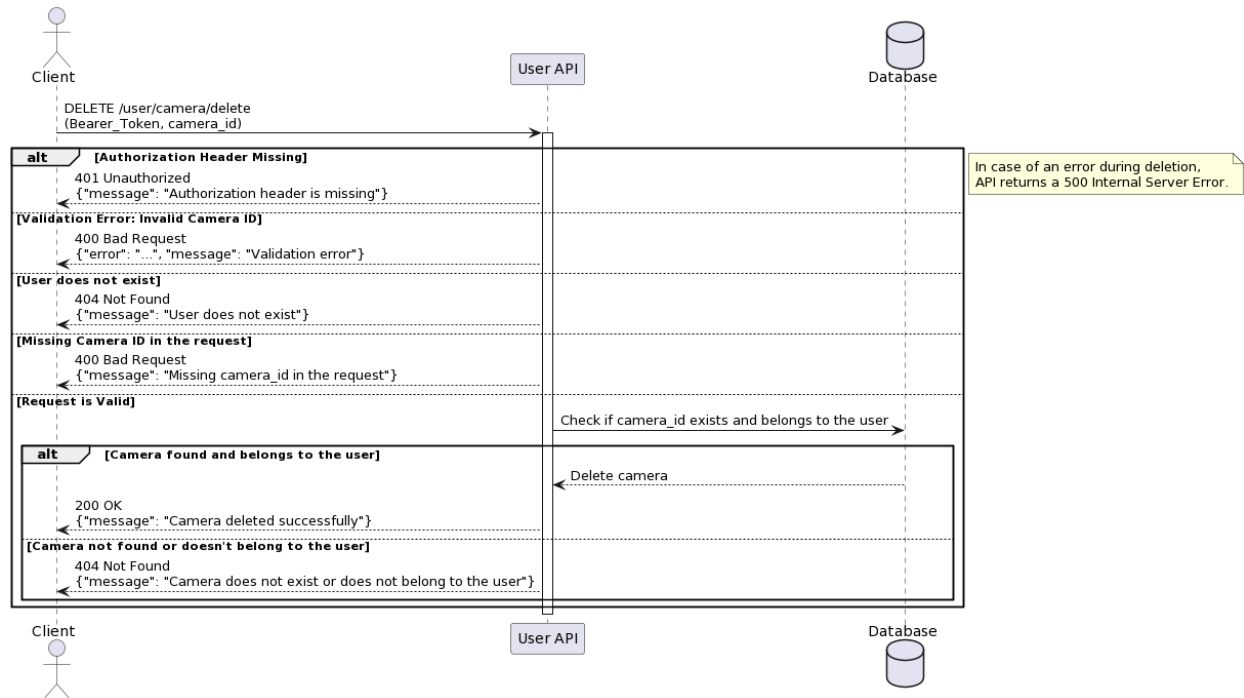 Client
User API
Database
DELETE /user/camera/delete
(Bearer_Token, camera_id)
alt [Authorization Header Missing]
In case of an error during deletion,
API returns a 500 Internal Server Error.
401 Unauthorized
{"message": "Authorization header is missing"}
[Validation Error: Invalid Camera ID]
400 Bad Request
{"error": "...", "message": "Validation error"}
[User does not exist]
404 Not Found
{"message": "User does not exist"}
[Missing Camera ID in the request]
400 Bad Request
{"message": "Missing camera_id in the request"}
[Request is Valid]
Check if camera_id exists and belongs to the user
alt [Camera found and belongs to the user]
Delete camera
200 OK
{"message": "Camera deleted successfully"}
[Camera not found or doesn't belong to the user]
404 Not Found
{"message": "Camera does not exist or does not belong to the user"}
Client
User API
Database